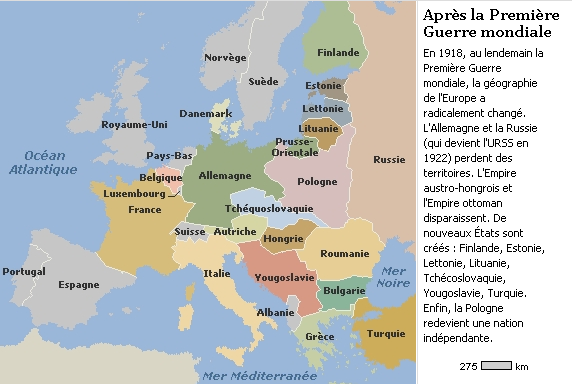 Après la Première
Guerre mondiale
En 1918, au lendemain la
Première Guerre
mondiale, la géographie
de l'Europe a
radicalement changé.
L'Allemagne et la Russie
(qui devient l'URSS en
1922) perdent des
territoires. L'Empire
austro-hongrois et
l'Empire ottoman
disparaissent. De
nouveaux États sont
créés : Finlande, Estonie,
Lettonie, Lituanie,
Tchécoslovaquie,
Yougoslavie, Turquie.
Enfin, la Pologne
redevient une nation
indépendante.
275 km
Norvège
Finlande
Suède
Estonie
Lettonie
Danemark
Lituanie
Royaume-Uni
Prusse-
Orientale
Océan
Atlantique
Pays-Bas
Russie
Belgique
Allemagne
Pologne
Luxembourg
France
Tchéquoslovaquie
Suisse
Autriche
Hongrie
Roumanie
Portugal
Espagne
Italie
Yougoslavie
Mer
Noire
Bulgarie
Albanie
Grèce
Turquie
Mer Méditerranée